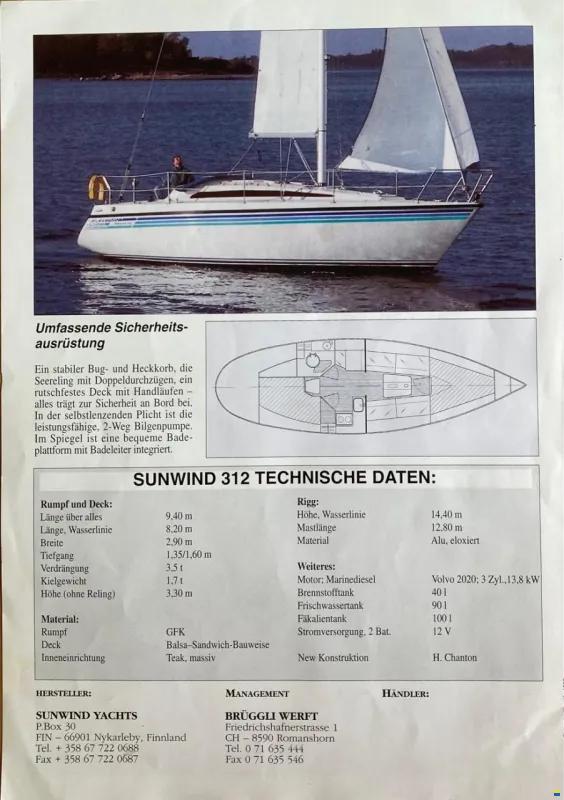 Umfassende Sicherheits-
ausrüstung
Ein stabiler Bug- und Heckkorb, die
Seereling mit Doppeldurchzügen, ein
rutschfestes Deck mit Handläufen –
alles trägt zur Sicherheit an Bord bei.
In der selbstlenzenden Plicht ist die
leistungsfähige, 2-Weg Bilgenpumpe.
Im Spiegel ist eine bequeme Bade-
plattform mit Badeleiter integriert.
SUNWIND 312 TECHNISCHE DATEN:
Rumpf und Deck:
Länge über alles 9,40 m
Länge, Wasserlinie 8,20 m
Breite 2,90 m
Tiefgang 1,35/1,60 m
Verdrängung 3,5 t
Kielgewicht 1,7 t
Höhe (ohne Reling) 3,30 m
Material:
Rumpf GFK
Deck Balsa–Sandwich-Bauweise
Inneneinrichtung Teak, massiv
Rigg:
Höhe, Wasserlinie 14,40 m
Mastlänge 12,80 m
Material Alu, eloxiert
Weiteres:
Motor; Marinediesel Volvo 2020; 3 Zyl.,13,8 kW
Brennstofftank 40 l
Frischwassertank 90 l
Fäkalientank 100 l
Stromversorgung, 2 Bat. 12 V
New Konstruktion H. Chanton
HERSTELLER:
SUNWIND YACHTS
P.Box 30
FIN – 66901 Nykarleby, Finnland
Tel. + 358 67 722 0688
Fax + 358 67 722 0687
MANAGEMENT
BRÜGGLI WERFT
Friedrichshafnerstrasse 1
CH – 8590 Romanshorn
Tel. 0 71 635 444
Fax 0 71 635 546
HÄNDLER: